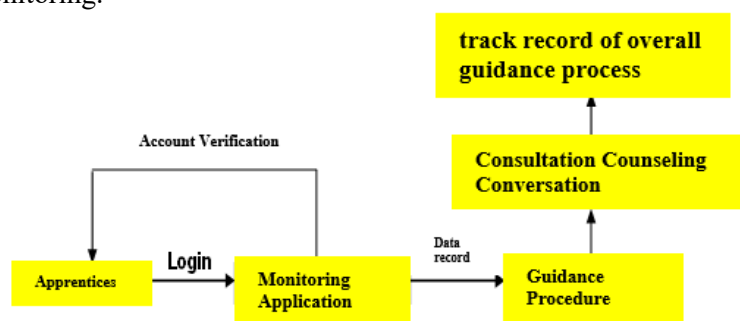 track record of overall
guidance process
Account Verification
Consultation Counseling
Conversation
Apprentices
Login
Monitoring
Application
Data
record
Guidance
Procedure